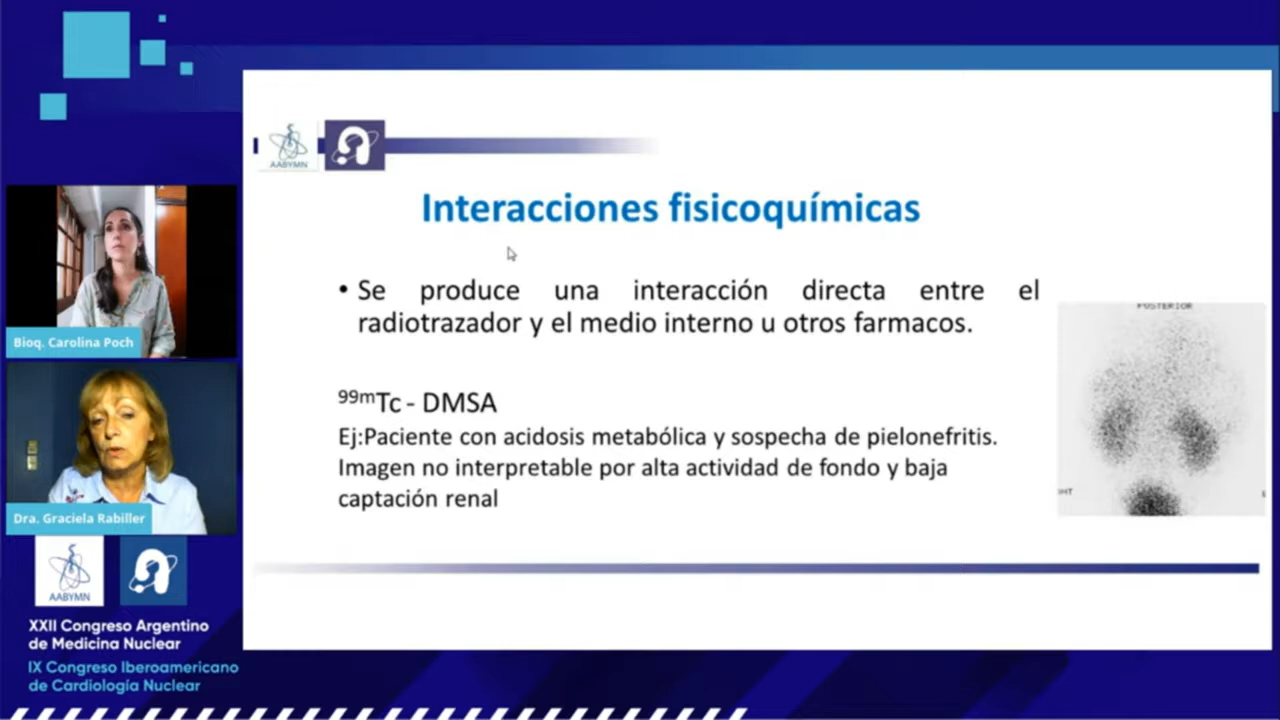 AABYMN
Interacciones fisicoquímicas
• Se produce una interacción directa entre el
radiotrazador y el medio interno u otros farmacos.
POSTERIOR
99mTc - DMSA
Ej:Paciente con acidosis metabólica y sospecha de pielonefritis.
Imagen no interpretable por alta actividad de fondo y baja
captación renal
Bioq. Carolina Poch
Dra. Graciela Rabiller
AABYMN
XXII Congreso Argentino
de Medicina Nuclear
IX Congreso Iberoamericano
de Cardiología Nuclear